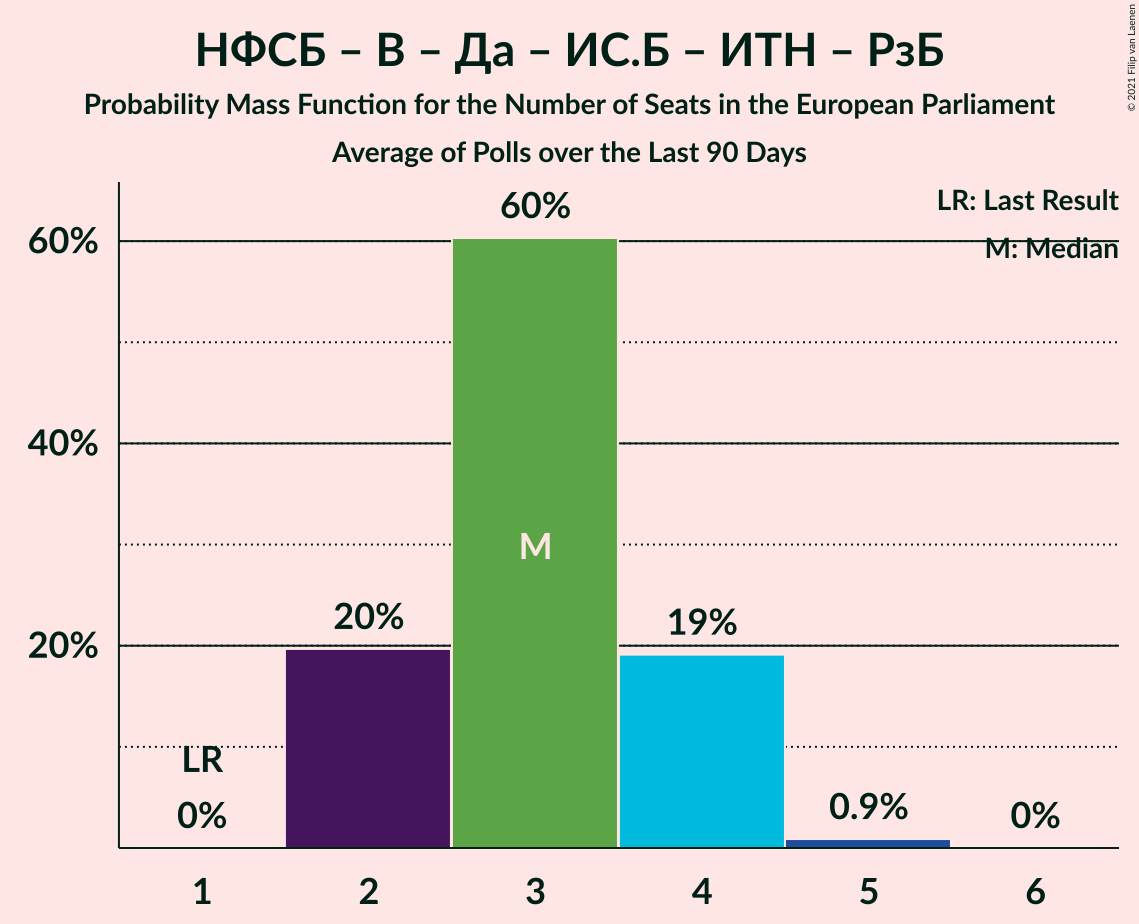 НФСБ – В – Да – ИС.Б – ИТН – РзБ
Probability Mass Function for the Number of Seats in the European Parliament
Average of Polls over the Last 90 Days
© 2021 Filip van Laenen
LR: Last Result
M: Median
60%
40%
20%
LR
0%
20%
60%
M
19%
0.9%
0%
1 2 3 4 5 6